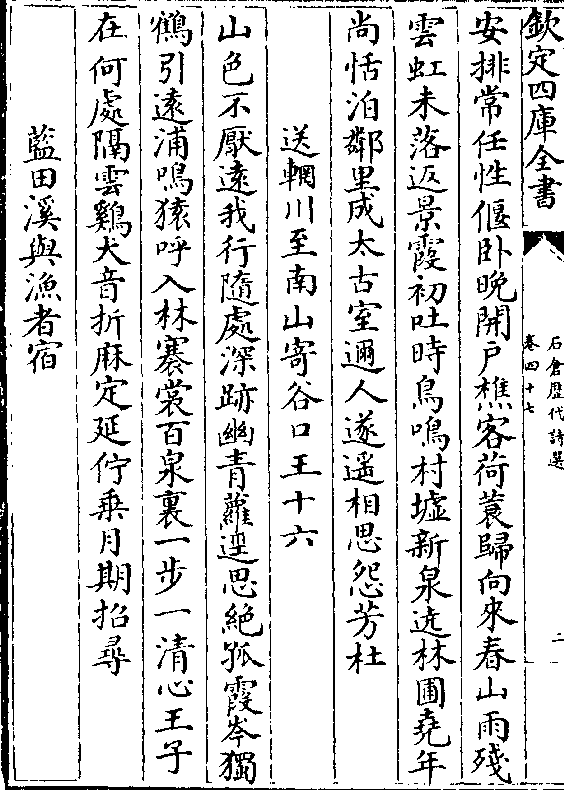 欽定四庫全書
石倉歴代詩選
卷四十七
二
安排常任性偃卧晚開戸樵客荷蓑歸向來春山雨殘
雲虹未落返景霞初吐時鳥鳴村墟新泉遶林圃堯年
尚恬泊鄰里成太古室邇人遂遥相思怨芳杜
送輞川至南山寄谷口王十六
山色不厭逺我行隨處深跡幽青蘿逕思絶孤霞岑獨
鶴引逺浦鳴猿呼入林褰裳百泉裏一步一清心王子
在何處隔雲鷄犬音折麻定延佇乗月期招尋
藍田溪與漁者宿